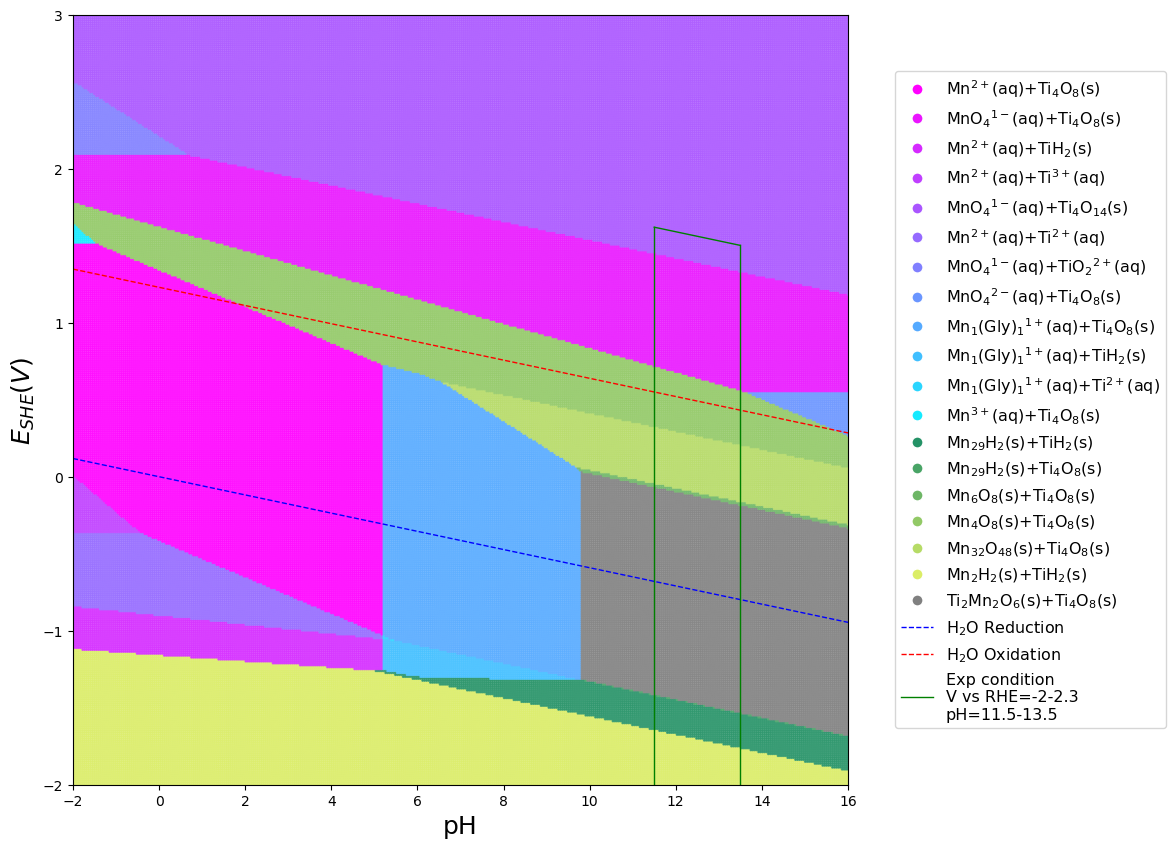 3
2
1
0
−1
−2
E_{SHE}(V)
−2 0 2 4 6 8 10 12 14 16
pH
Mn²⁺(aq)+Ti₄O₈(s)
MnO₄¹⁻(aq)+Ti₄O₈(s)
Mn²⁺(aq)+TiH₂(s)
Mn²⁺(aq)+Ti³⁺(aq)
MnO₄¹⁻(aq)+Ti₄O₁₄(s)
Mn²⁺(aq)+Ti²⁺(aq)
MnO₄¹⁻(aq)+TiO₂²⁺(aq)
MnO₄²⁻(aq)+Ti₄O₈(s)
Mn₁(Gly)₁¹⁺(aq)+Ti₄O₈(s)
Mn₁(Gly)₁¹⁺(aq)+TiH₂(s)
Mn₁(Gly)₁¹⁺(aq)+Ti²⁺(aq)
Mn³⁺(aq)+Ti₄O₈(s)
Mn₂₉H₂(s)+TiH₂(s)
Mn₂₉H₂(s)+Ti₄O₈(s)
Mn₆O₈(s)+Ti₄O₈(s)
Mn₄O₈(s)+Ti₄O₈(s)
Mn₃₂O₄₈(s)+Ti₄O₈(s)
Mn₂H₂(s)+TiH₂(s)
Ti₂Mn₂O₆(s)+Ti₄O₈(s)
H₂O Reduction
H₂O Oxidation
Exp condition
V vs RHE=-2-2.3
pH=11.5-13.5